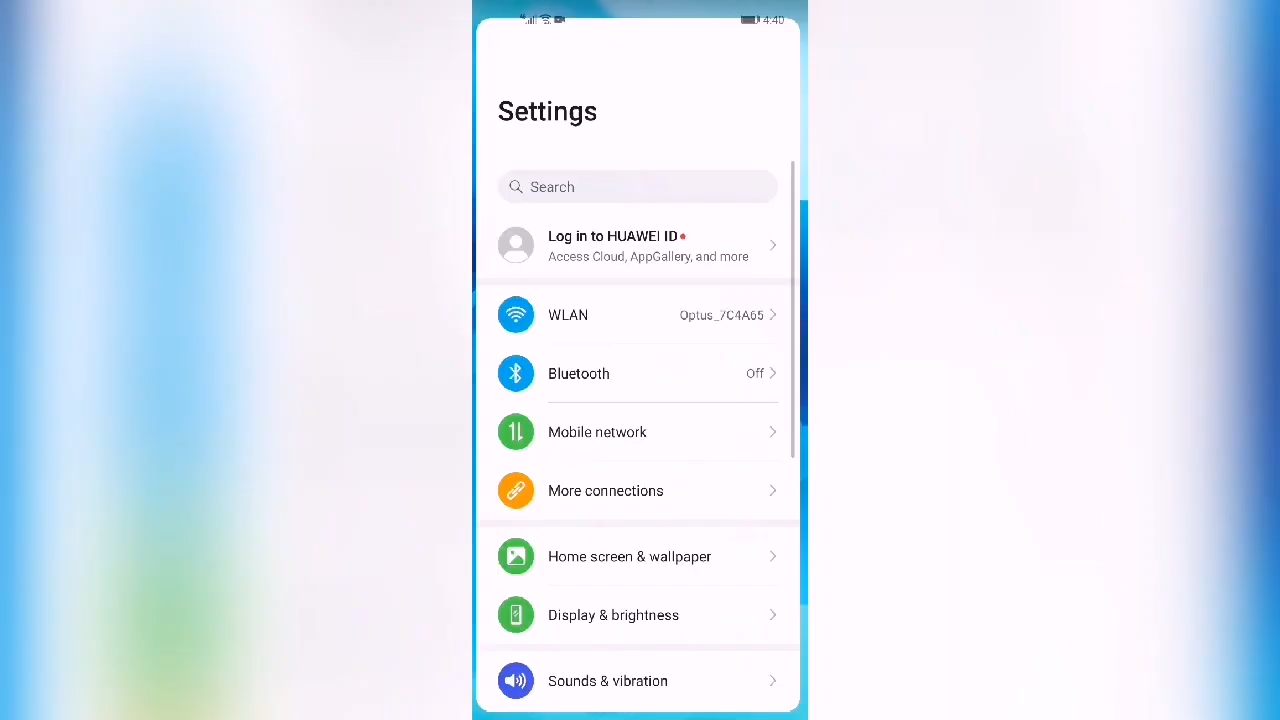 4:40
Settings
Search
Log in to HUAWEI ID
Access Cloud, AppGallery, and more
WLAN Optus_7C4A65
Bluetooth Off
Mobile network
More connections
Home screen & wallpaper
Display & brightness
Sounds & vibration